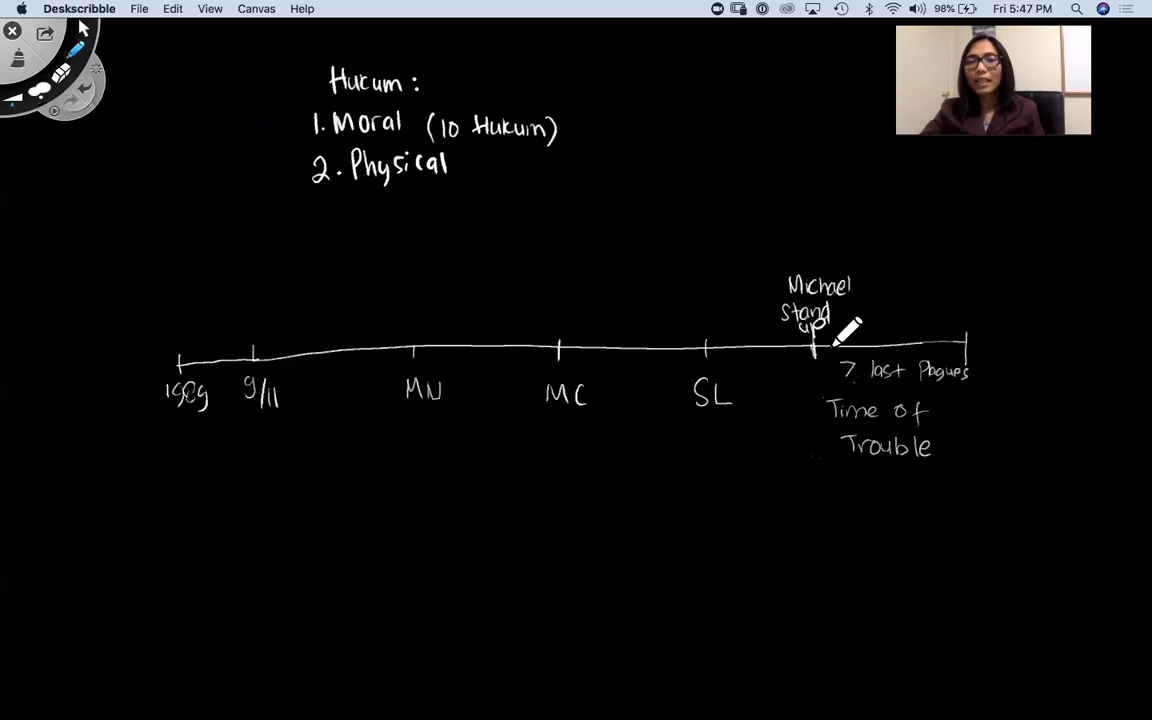 Deskscribble File Edit View Canvas Help 98% Fri 5:47 PM
Hukum :
1. Moral (10 Hukum)
2. Physical
Michael
Stand
up
1989 9/11 MN MC SL
7 last Plagues
Time of
Trouble